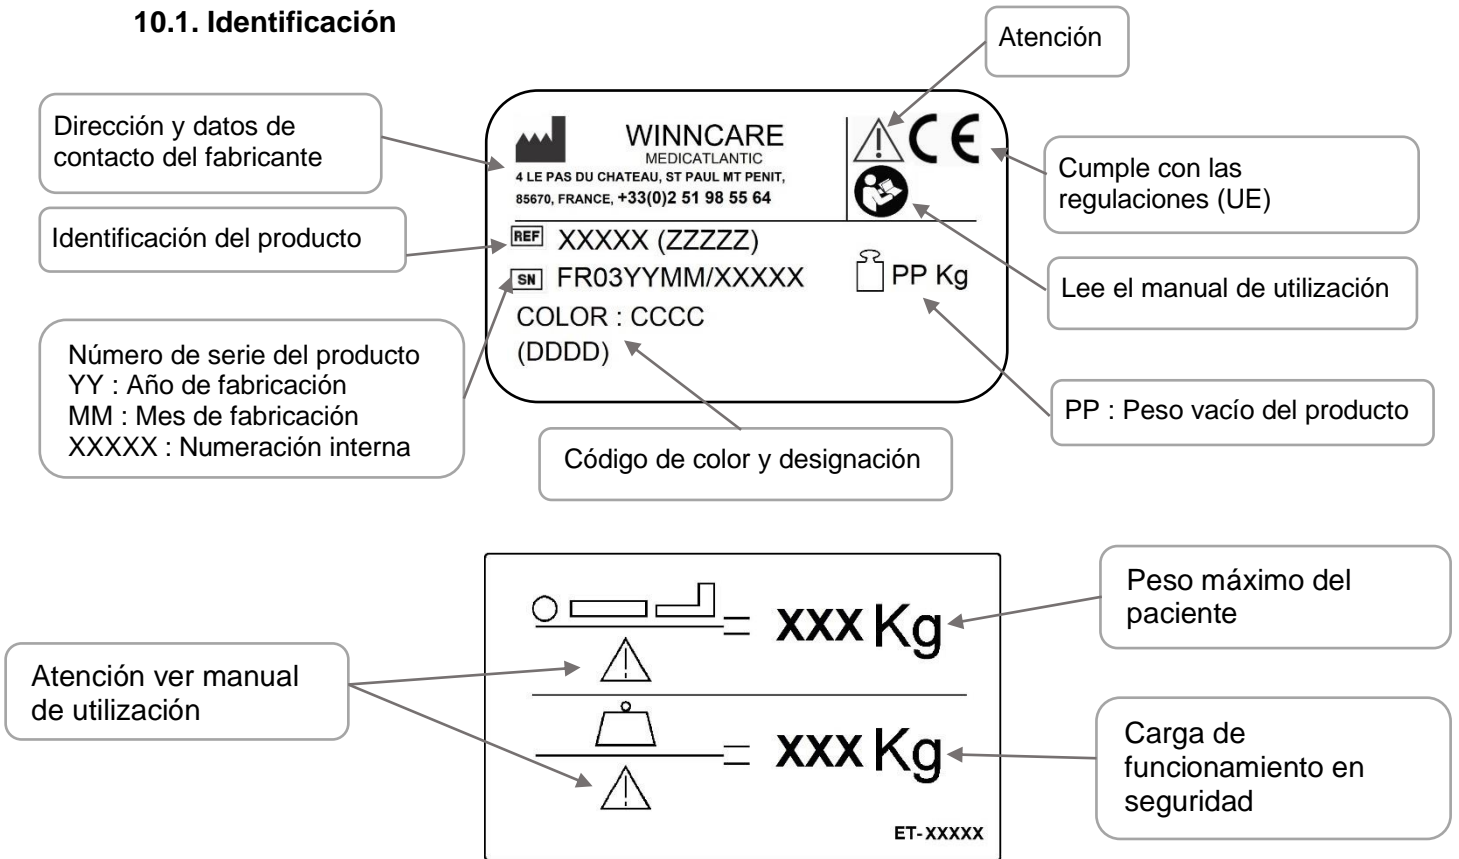 10.1. Identificación
Atención
Dirección y datos de
contacto del fabricante
WINNCARE
MEDICATLANTIC
4 LE PAS DU CHATEAU, ST PAUL MT PENIT,
85670, FRANCE, +33(0)2 51 98 55 64
CE
Cumple con las
regulaciones (UE)
Identificación del producto
REF XXXXX (ZZZZZ)
SN FR03YYMM/XXXXX
PP Kg
Lee el manual de utilización
COLOR : CCCC
(DDDD)
Número de serie del producto
YY : Año de fabricación
MM : Mes de fabricación
XXXXX : Numeración interna
PP : Peso vacío del producto
Código de color y designación
Peso máximo del
paciente
= xxx Kg
Atención ver manual
de utilización
= xxx Kg
Carga de
funcionamiento en
seguridad
ET-XXXXX